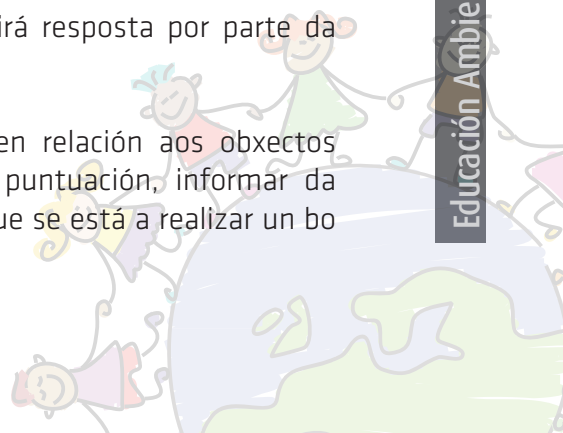 irá resposta por parte da
en relación aos obxectos
puntuación, informar da
ue se está a realizar un bo
Educación Ambie